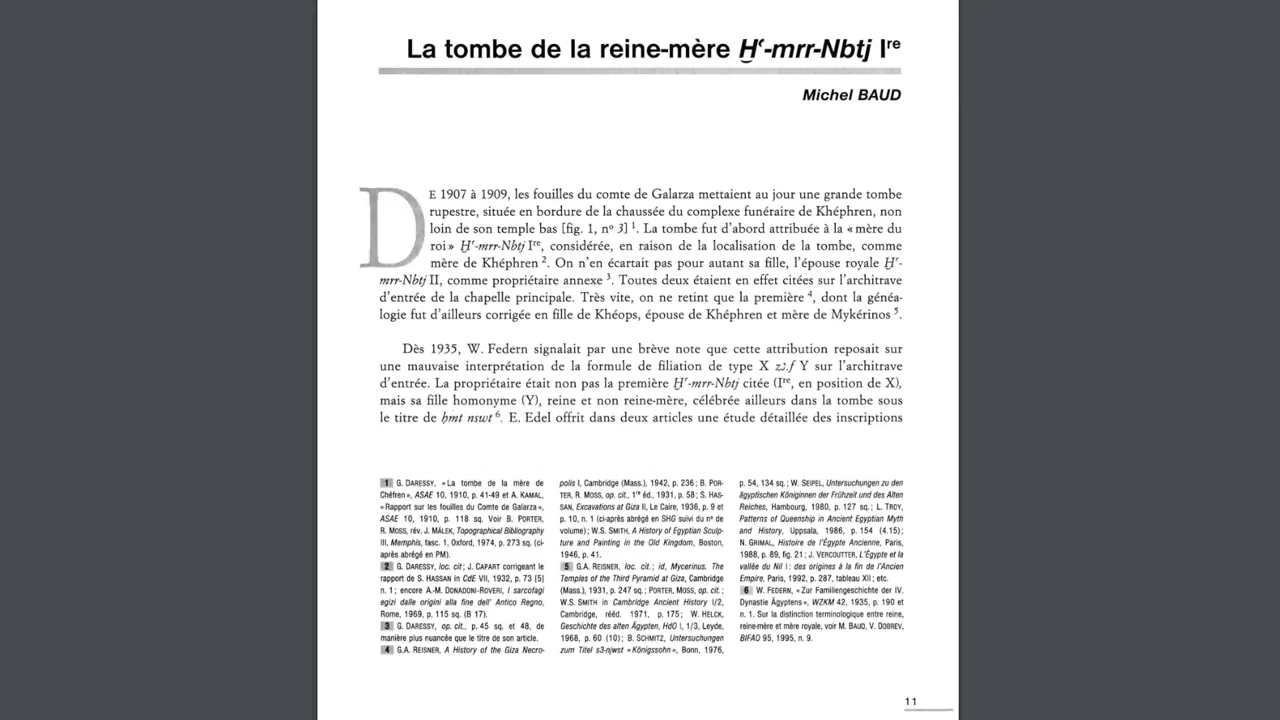 La tombe de la reine-mère Ḫʿ-mrr-Nbtj Iʳᵉ
Michel BAUD
DE 1907 à 1909, les fouilles du comte de Galarza mettaient au jour une grande tombe
rupestre, située en bordure de la chaussée du complexe funéraire de Khéphren, non
loin de son temple bas [fig. 1, nº 3] ¹. La tombe fut d'abord attribuée à la « mère du
roi » Ḫʿ-mrr-Nbtj Iʳᵉ, considérée, en raison de la localisation de la tombe, comme
mère de Khéphren ². On n'en écartait pas pour autant sa fille, l'épouse royale Ḫʿ-
mrr-Nbtj II, comme propriétaire annexe ³. Toutes deux étaient en effet citées sur l'architrave
d'entrée de la chapelle principale. Très vite, on ne retint que la première ⁴, dont la généa-
logie fut d'ailleurs corrigée en fille de Khéops, épouse de Khéphren et mère de Mykérinos ⁵.
Dès 1935, W. Federn signalait par une brève note que cette attribution reposait sur
une mauvaise interprétation de la formule de filiation de type X zꜣ.f Y sur l'architrave
d'entrée. La propriétaire était non pas la première Ḫʿ-mrr-Nbtj citée (Iʳᵉ, en position de X),
mais sa fille homonyme (Y), reine et non reine-mère, célébrée ailleurs dans la tombe sous
le titre de ḥmt nswt ⁶. E. Edel offrit dans deux articles une étude détaillée des inscriptions
1 G. DARESSY, « La tombe de la mère de
Chéfren », ASAE 10, 1910, p. 41-49 et A. KAMAL,
« Rapport sur les fouilles du Comte de Galarza »,
ASAE 10, 1910, p. 118 sq. Voir B. PORTER,
R. MOSS, rév. J. MÁLEK, Topographical Bibliography
III, Memphis, fasc. 1, Oxford, 1974, p. 273 sq. (ci-
après abrégé en PM).
2 G. DARESSY, loc. cit ; J. CAPART corrigeant le
rapport de S. HASSAN in CdE VII, 1932, p. 73 [5]
n. 1 ; encore A.-M. DONADONI-ROVERI, I sarcofagi
egizi dalle origini alla fine dell' Antico Regno,
Rome, 1969, p. 115 sq. (B 17).
3 G. DARESSY, op. cit., p. 45 sq. et 48, de
manière plus nuancée que le titre de son article.
4 G.A. REISNER, A History of the Giza Necro-
polis I, Cambridge (Mass.), 1942, p. 236 ; B. POR-
TER, R. MOSS, op. cit., 1ʳᵉ éd., 1931, p. 58 ; S. HAS-
SAN, Excavations at Giza II, Le Caire, 1936, p. 9 et
p. 10, n. 1 (ci-après abrégé en SHG suivi du nº de
volume) ; W.S. SMITH, A History of Egyptian Sculp-
ture and Painting in the Old Kingdom, Boston,
1946, p. 41.
5 G.A. REISNER, loc. cit ; id, Mycerinus. The
Temples of the Third Pyramid at Giza, Cambridge
(Mass.), 1931, p. 247 sq. ; PORTER, MOSS, op. cit. ;
W.S. SMITH in Cambridge Ancient History I/2,
Cambridge, rééd. 1971, p. 175 ; W. HELCK,
Geschichte des alten Ägypten, HdO I, 1/3, Leyde,
1968, p. 60 (10) ; B. SCHMITZ, Untersuchungen
zum Titel s3-njwst « Königssohn », Bonn, 1976,
p. 54, 134 sq. ; W. SEIPEL, Untersuchungen zu den
ägyptischen Königinnen der Frühzeit und des Alten
Reiches, Hambourg, 1980, p. 127 sq. ; L. TROY,
Patterns of Queenship in Ancient Egyptian Myth
and History, Uppsala, 1986, p. 154 (4.15) ;
N. GRIMAL, Histoire de l'Égypte Ancienne, Paris,
1988, p. 89, fig. 21 ; J. VERCOUTTER, L'Égypte et la
vallée du Nil I : des origines à la fin de l'Ancien
Empire, Paris, 1992, p. 287, tableau XII ; etc.
6 W. FEDERN, « Zur Familiengeschichte der IV.
Dynastie Ägyptens », WZKM 42, 1935, p. 190 et
n. 1. Sur la distinction terminologique entre reine,
reine-mère et mère royale, voir M. BAUD, V. DOBREV,
BIFAO 95, 1995, n. 9.
11